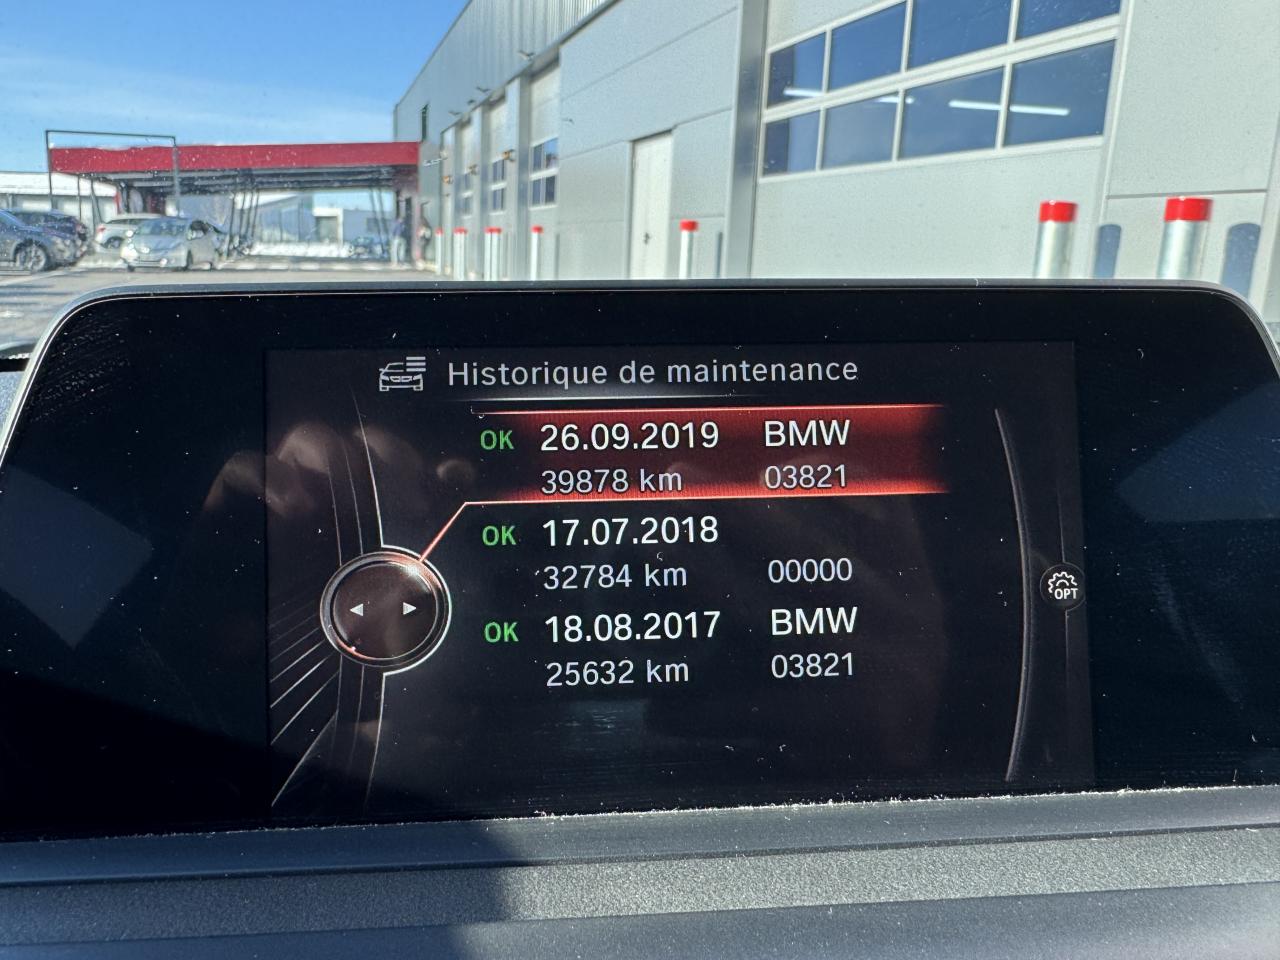 Historique de maintenance
OK 26.09.2019 BMW
39878 km 03821
OK 17.07.2018
32784 km 00000
OK 18.08.2017 BMW
25632 km 03821
OPT